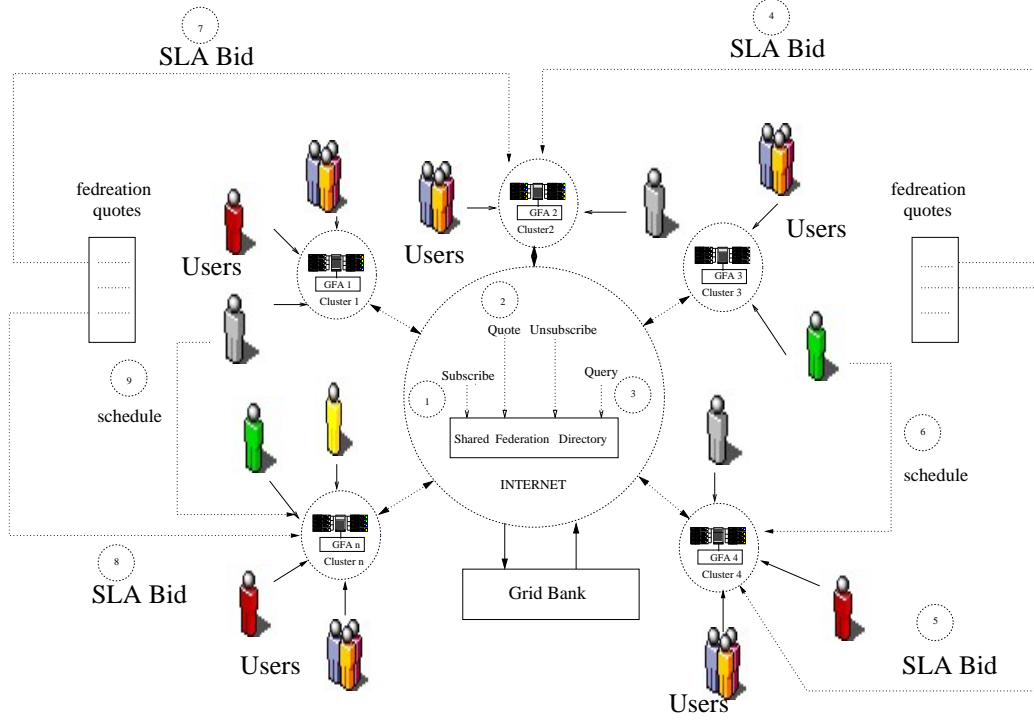 7
SLA Bid
4
SLA Bid
fedreation
quotes
fedreation
quotes
GFA 2
Cluster2
Users
Users
Users
GFA 1
Cluster 1
GFA 3
Cluster 3
2
Quote Unsubscribe
9
schedule
Subscribe
Query
1
3
Shared Federation Directory
6
schedule
INTERNET
GFA n
Cluster n
GFA 4
Cluster 4
8
SLA Bid
Grid Bank
5
SLA Bid
Users
Users